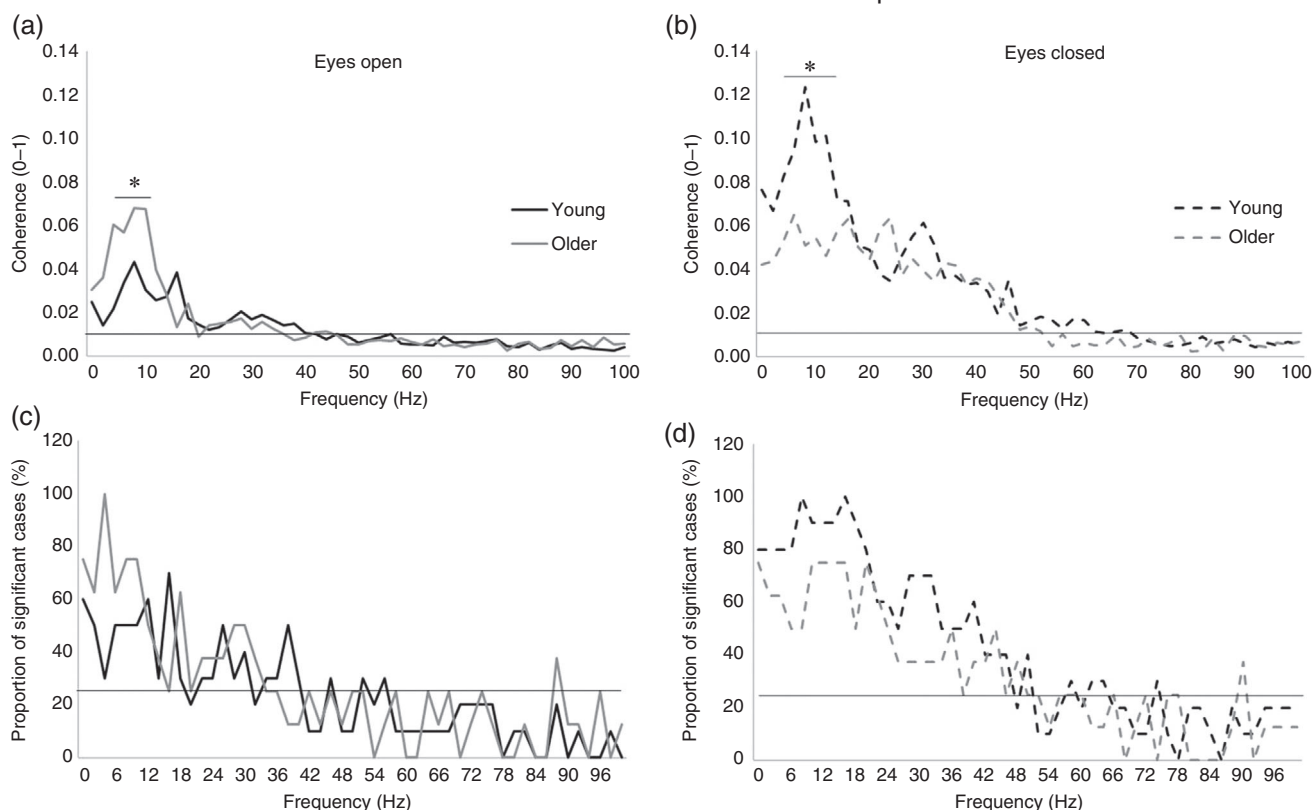 (a)
Eyes open
0.14
0.12
0.10
0.08
0.06
0.04
0.02
0.00
Coherence (0–1)
*
Young
Older
0 10 20 30 40 50 60 70 80 90 100
Frequency (Hz)
(b)
Eyes closed
0.14
0.12
0.10
0.08
0.06
0.04
0.02
0.00
Coherence (0–1)
*
Young
Older
0 10 20 30 40 50 60 70 80 90 100
Frequency (Hz)
(c)
120
100
80
60
40
20
0
Proportion of significant cases (%)
0 6 12 18 24 30 36 42 48 54 60 66 72 78 84 90 96
Frequency (Hz)
(d)
120
100
80
60
40
20
0
Proportion of significant cases (%)
0 6 12 18 24 30 36 42 48 54 60 66 72 78 84 90 96
Frequency (Hz)